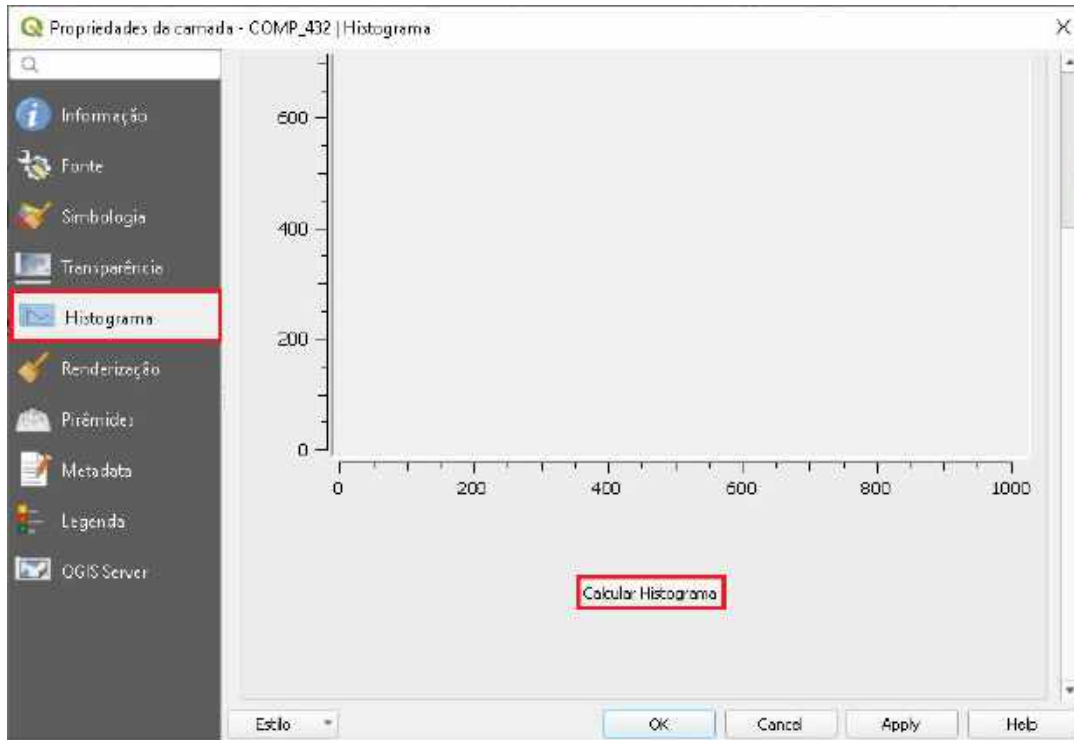 Propriedades da camada - COMP_432 | Histograma
Informação
Fonte
Simbologia
Transparência
Histograma
Renderização
Pirâmides
Metadata
Legenda
QGIS Server
600
400
200
0
0 200 400 600 800 1000
Calcular Histograma
Estilo OK Cancel Apply Help